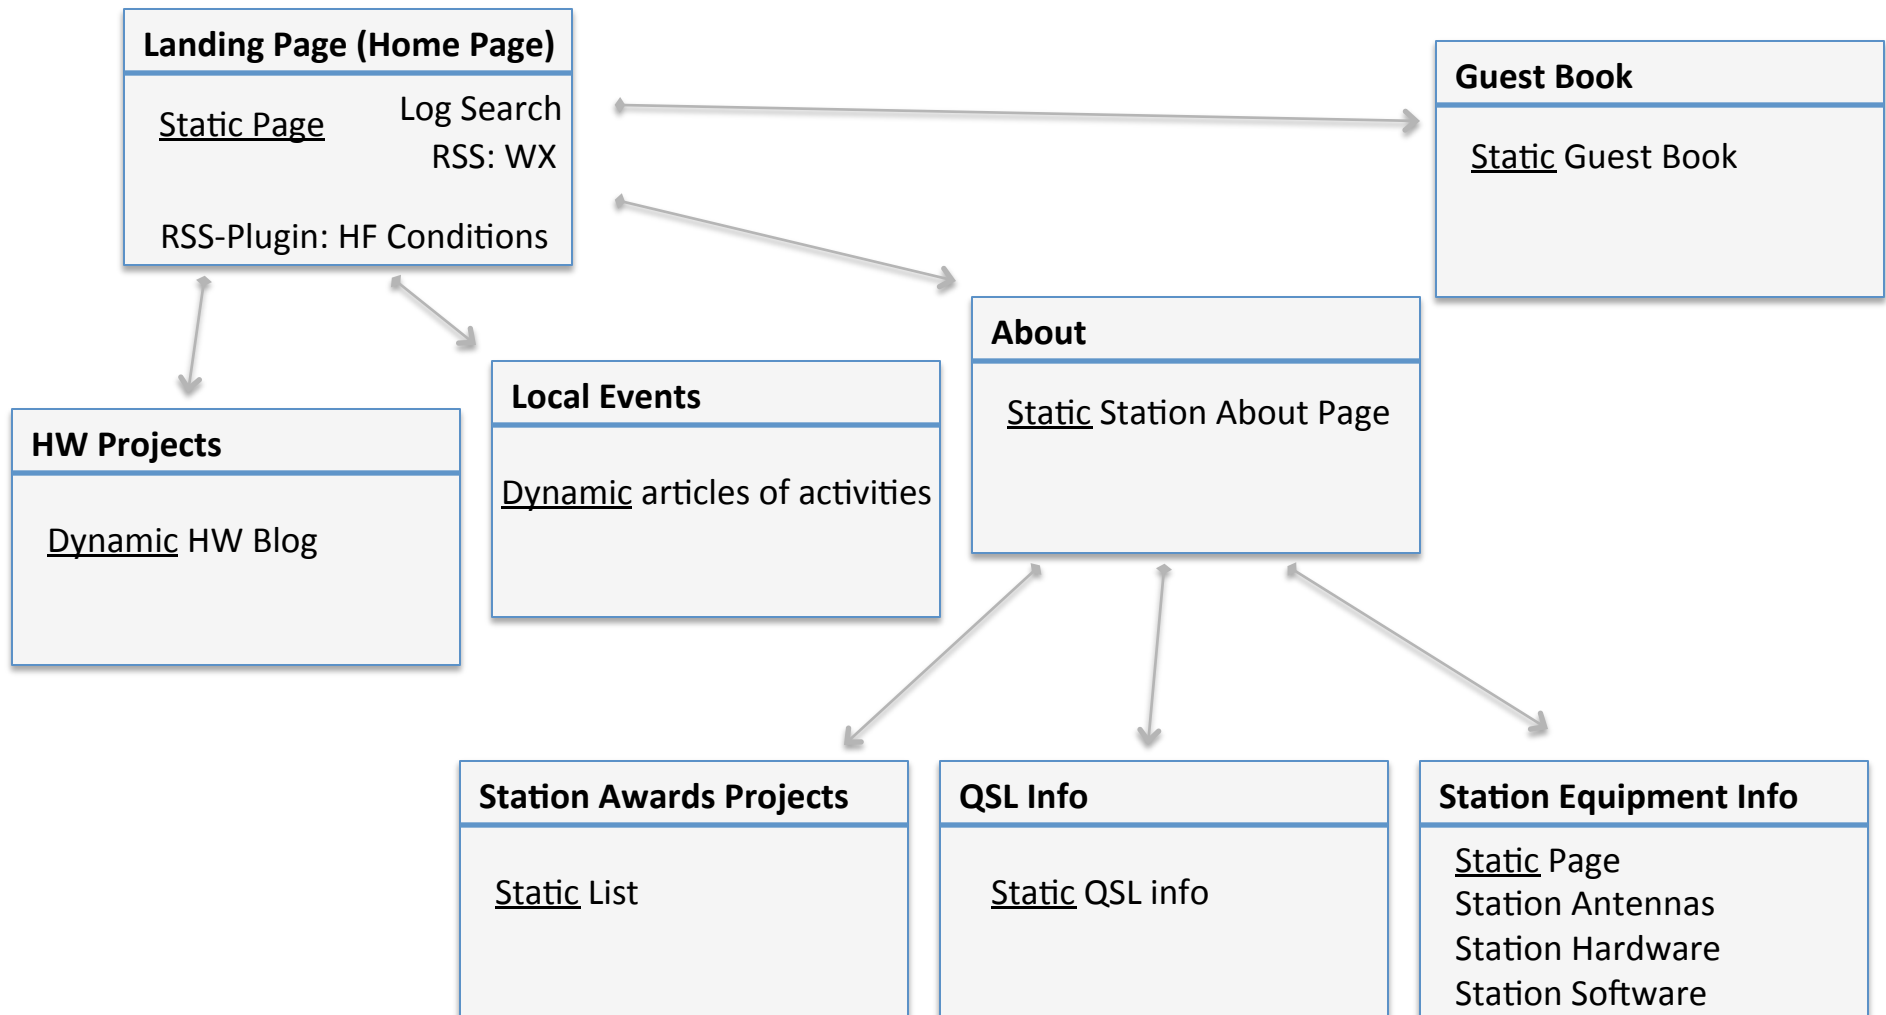 Landing Page (Home Page)
Static Page
Log Search
RSS: WX
RSS-Plugin: HF Conditions
Guest Book
Static Guest Book
About
Static Station About Page
Local Events
Dynamic articles of activities
HW Projects
Dynamic HW Blog
Station Awards Projects
Static List
QSL Info
Static QSL info
Station Equipment Info
Static Page
Station Antennas
Station Hardware
Station Software